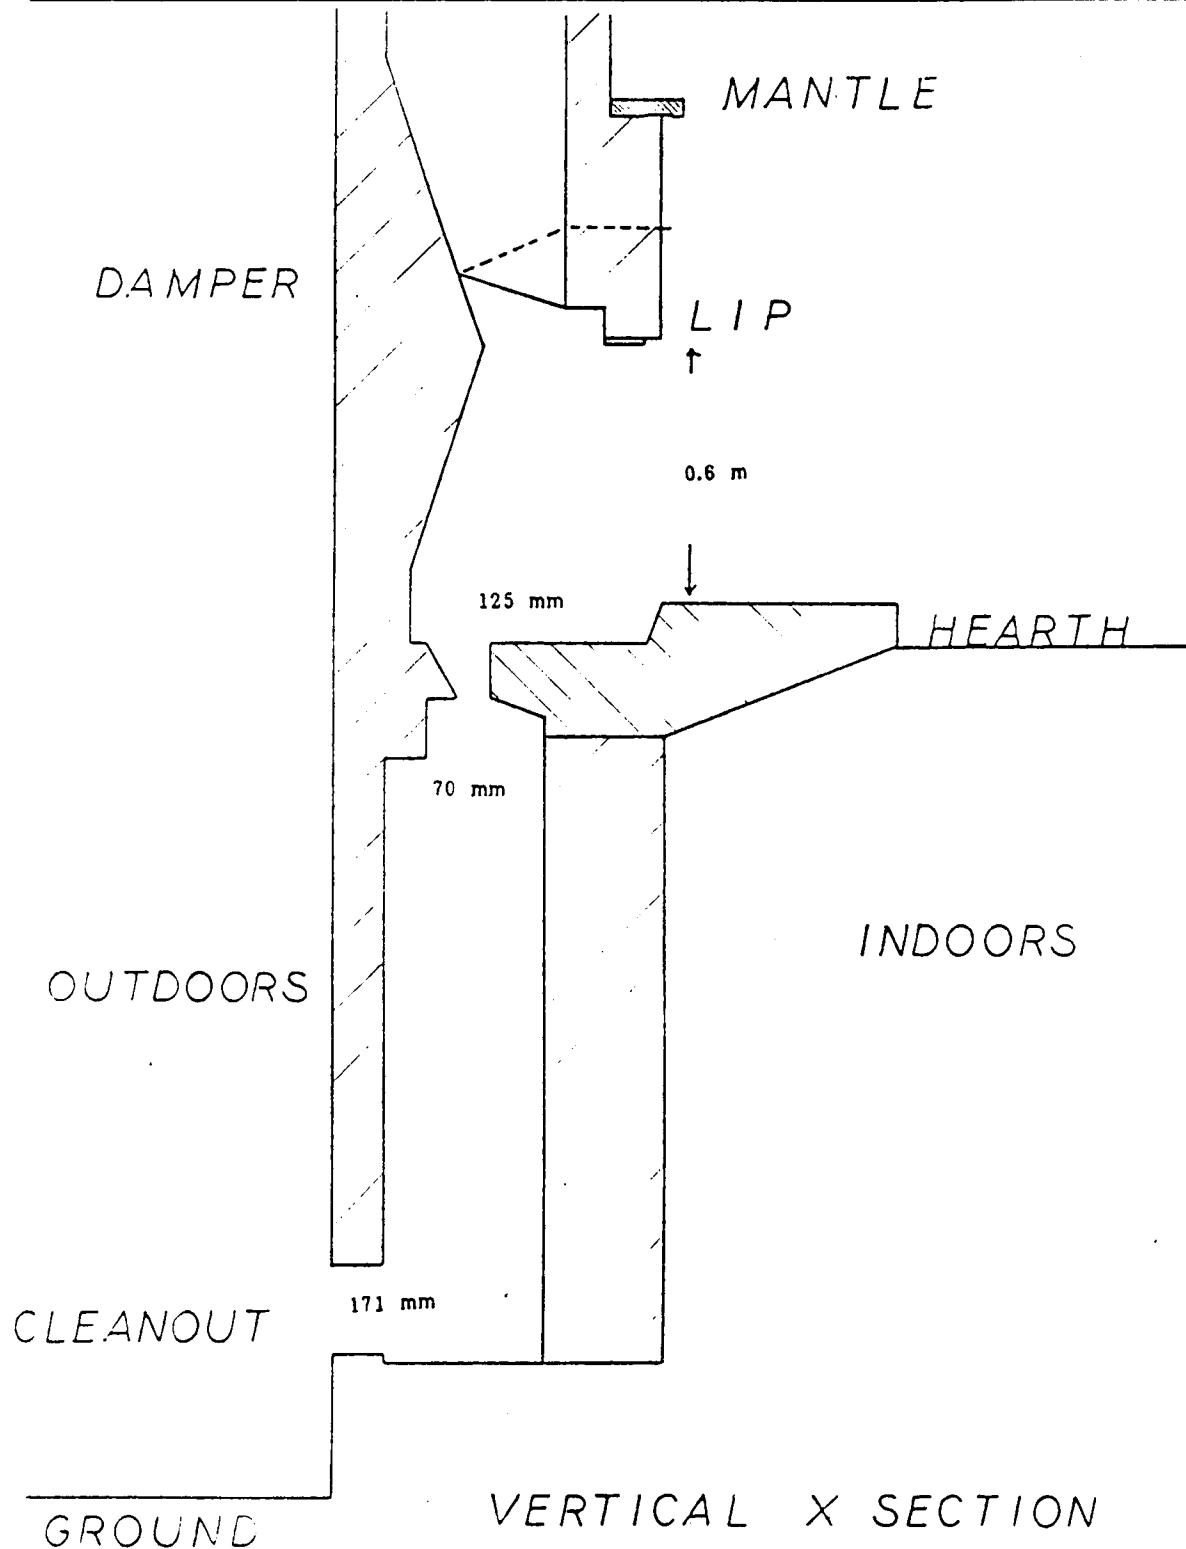 MANTLE
DAMPER
LIP
0.6 m
125 mm
HEARTH
70 mm
INDOORS
OUTDOORS
171 mm
CLEANOUT
VERTICAL X SECTION
GROUND